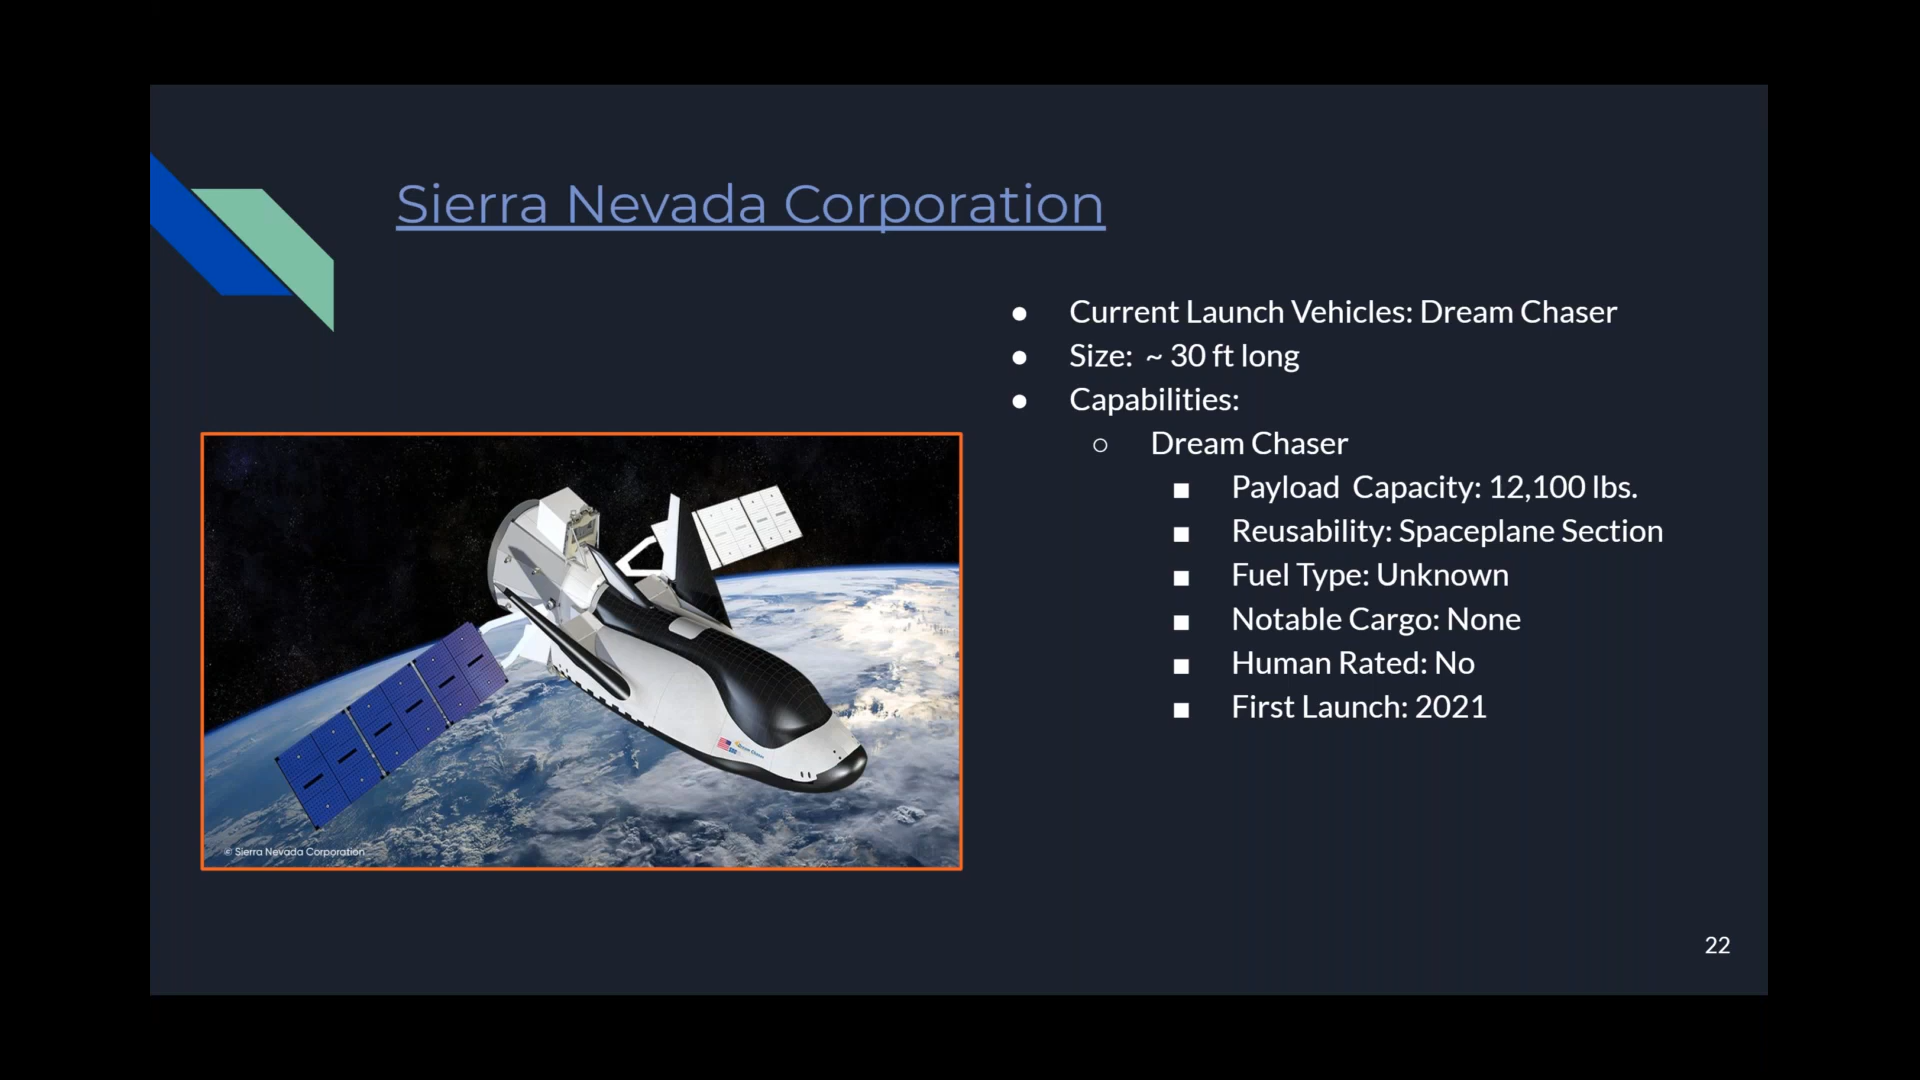 Sierra Nevada Corporation
● Current Launch Vehicles: Dream Chaser
● Size: ~ 30 ft long
● Capabilities:
○ Dream Chaser
■ Payload Capacity: 12,100 lbs.
■ Reusability: Spaceplane Section
■ Fuel Type: Unknown
■ Notable Cargo: None
■ Human Rated: No
■ First Launch: 2021
© Sierra Nevada Corporation
22